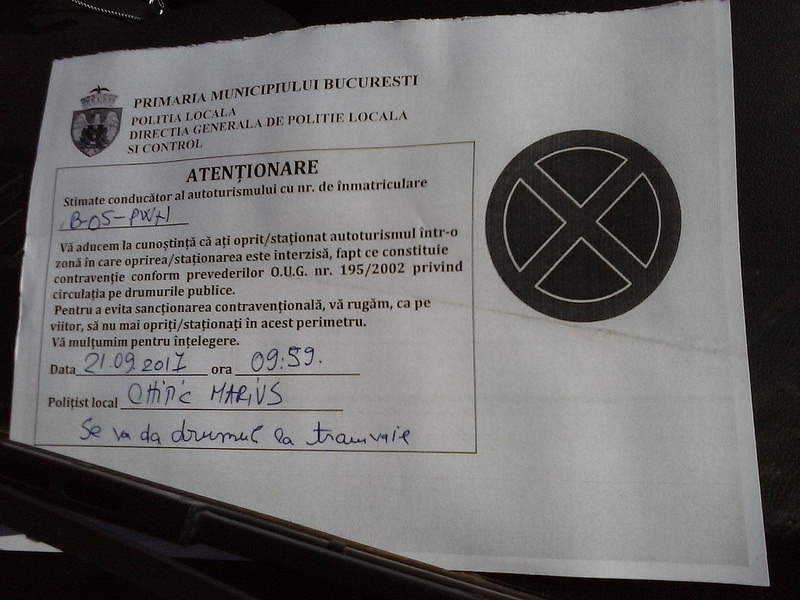 PRIMARIA MUNICIPIULUI BUCURESTI
POLITIA LOCALA
DIRECTIA GENERALA DE POLITIE LOCALA
SI CONTROL
ATENȚIONARE
Stimate conducător al autoturismului cu nr. de înmatriculare
B-05-PWH
Vă aducem la cunoștință că ați oprit/staționat autoturismul într-o
zonă în care oprirea/staționarea este interzisă, fapt ce constituie
contravenție conform prevederilor O.U.G. nr. 195/2002 privind
circulația pe drumurile publice.
Pentru a evita sancționarea contravențională, vă rugăm, ca pe
viitor, să nu mai opriți/staționați în acest perimetru.
Vă mulțumim pentru înțelegere.
Data 21.09.2017 ora 09:59.
Polițist local MARIUS
Se va da drumul la tramvaie